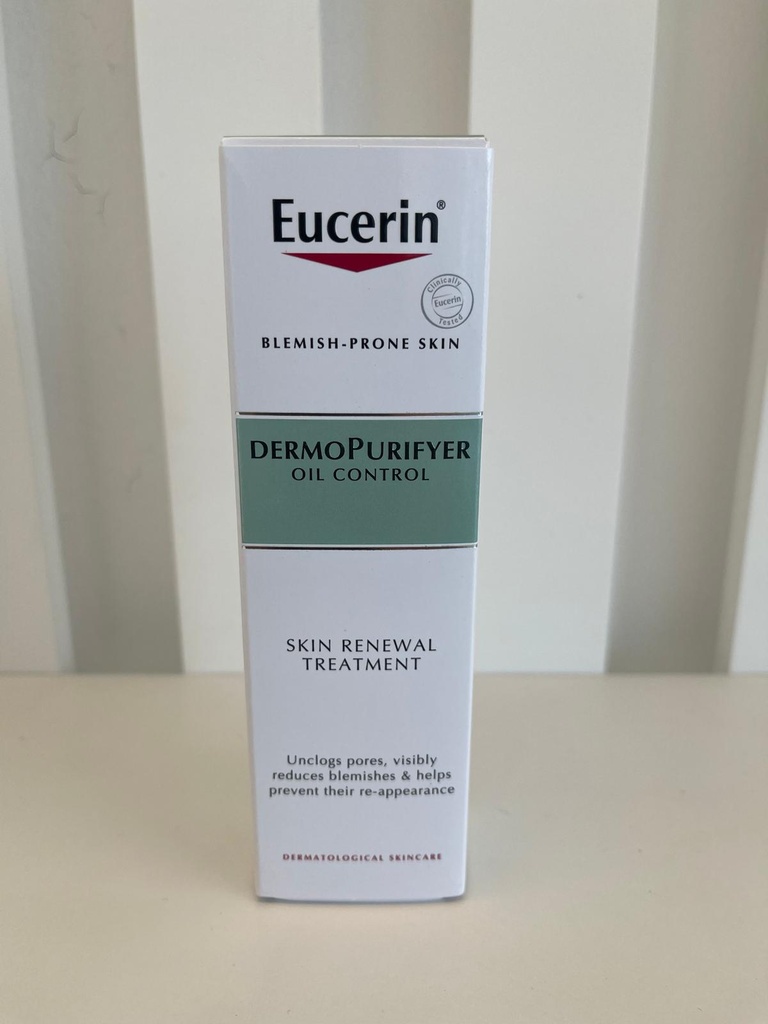 Eucerin®
Clinically
Eucerin
Tested
BLEMISH-PRONE SKIN
DERMOPURIFYER
OIL CONTROL
SKIN RENEWAL
TREATMENT
Unclogs pores, visibly
reduces blemishes & helps
prevent their re-appearance
DERMATOLOGICAL SKINCARE